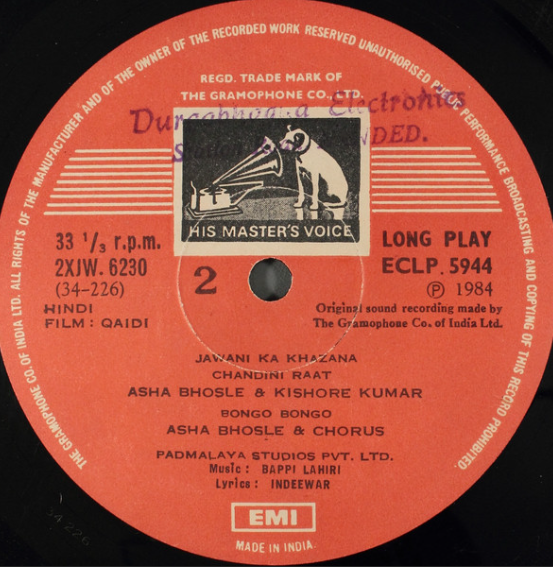 THE GRAMOPHONE CO. OF INDIA LTD. ALL RIGHTS OF THE MANUFACTURER AND OF THE OWNER OF THE RECORDED WORK RESERVED UNAUTHORISED PUBLIC PERFORMANCE BROADCASTING AND COPYING OF THIS RECORD PROHIBITED
REGD. TRADE MARK OF
THE GRAMOPHONE CO., LTD.
Electronics
HIS MASTER'S VOICE
33 1/3 r.p.m.
2XJW. 6230
(34-226)
HINDI
FILM : QAIDI
2
LONG PLAY
ECLP. 5944
Ⓟ 1984
Original sound recording made by
The Gramophone Co. of India Ltd.
JAWANI KA KHAZANA
CHANDINI RAAT
ASHA BHOSLE & KISHORE KUMAR
BONGO BONGO
ASHA BHOSLE & CHORUS
PADMALAYA STUDIOS PVT. LTD.
Music : BAPPI LAHIRI
Lyrics : INDEEWAR
EMI
MADE IN INDIA